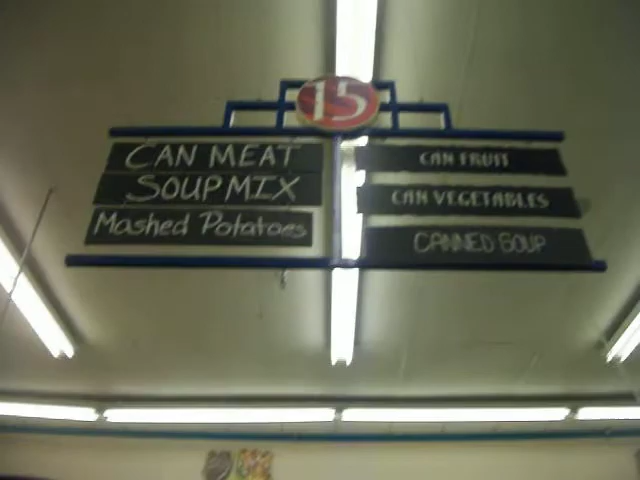 15
CAN MEAT
SOUP MIX
Mashed Potatoes
CAN FRUIT
CAN VEGETABLES
CANNED SOUP